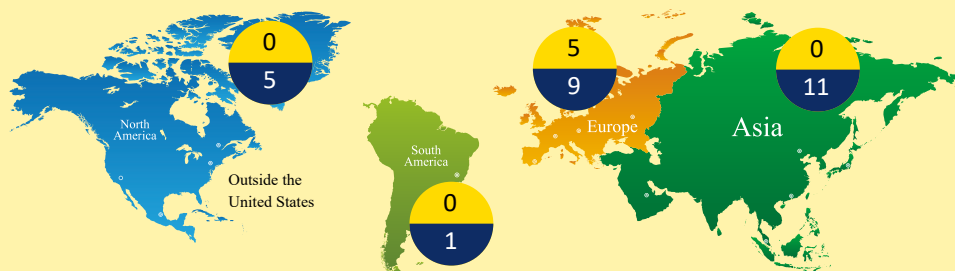 0
5
North
America
Outside the
United States
South
America
0
1
5
9
Europe
0
11
Asia